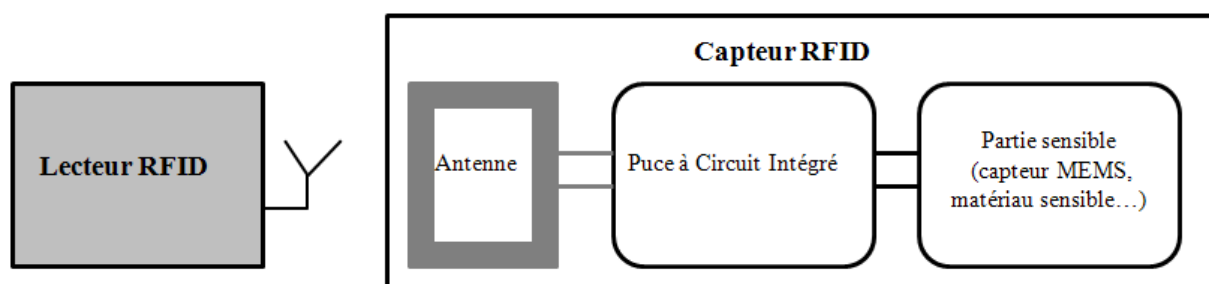 Capteur RFID
Lecteur RFID
Antenne
Puce à Circuit Intégré
Partie sensible
(capteur MEMS,
matériau sensible…)